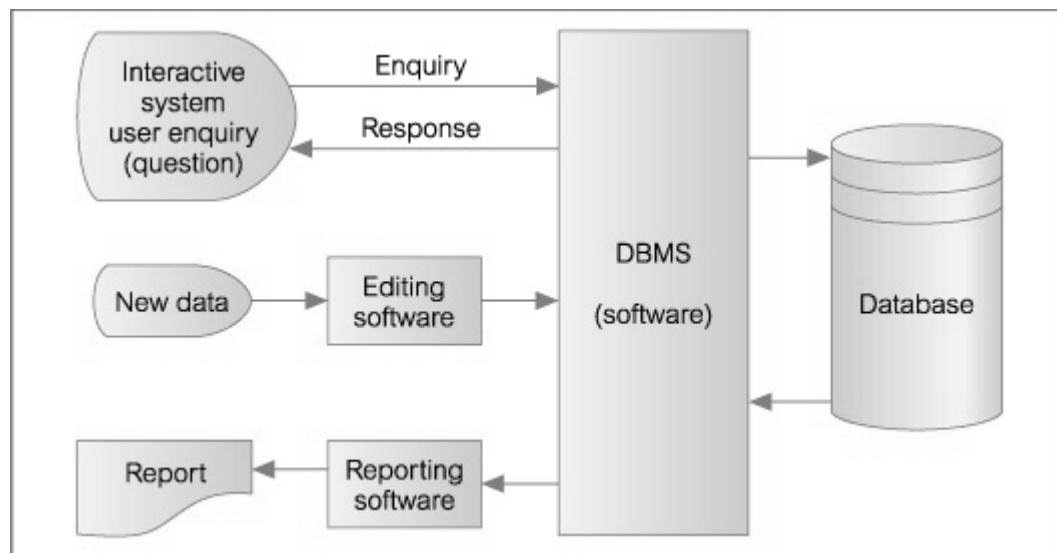 Interactive
system
user enquiry
(question)
Enquiry
Response
New data
Editing
software
DBMS
(software)
Database
Report
Reporting
software